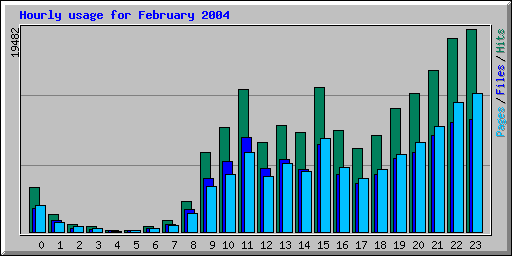 Hourly usage for February 2004
19482
Pages / Files / Hits
0 1 2 3 4 5 6 7 8 9 10 11 12 13 14 15 16 17 18 19 20 21 22 23